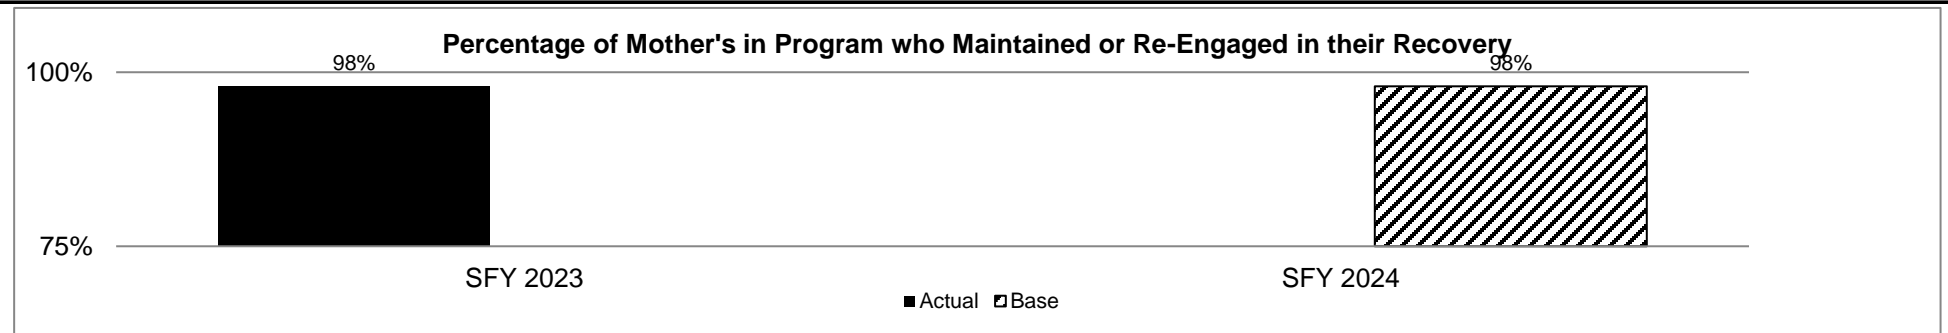 Percentage of Mother's in Program who Maintained or Re-Engaged in their Recovery
98%
98%
100%
75%
SFY 2023
SFY 2024
Actual
Base